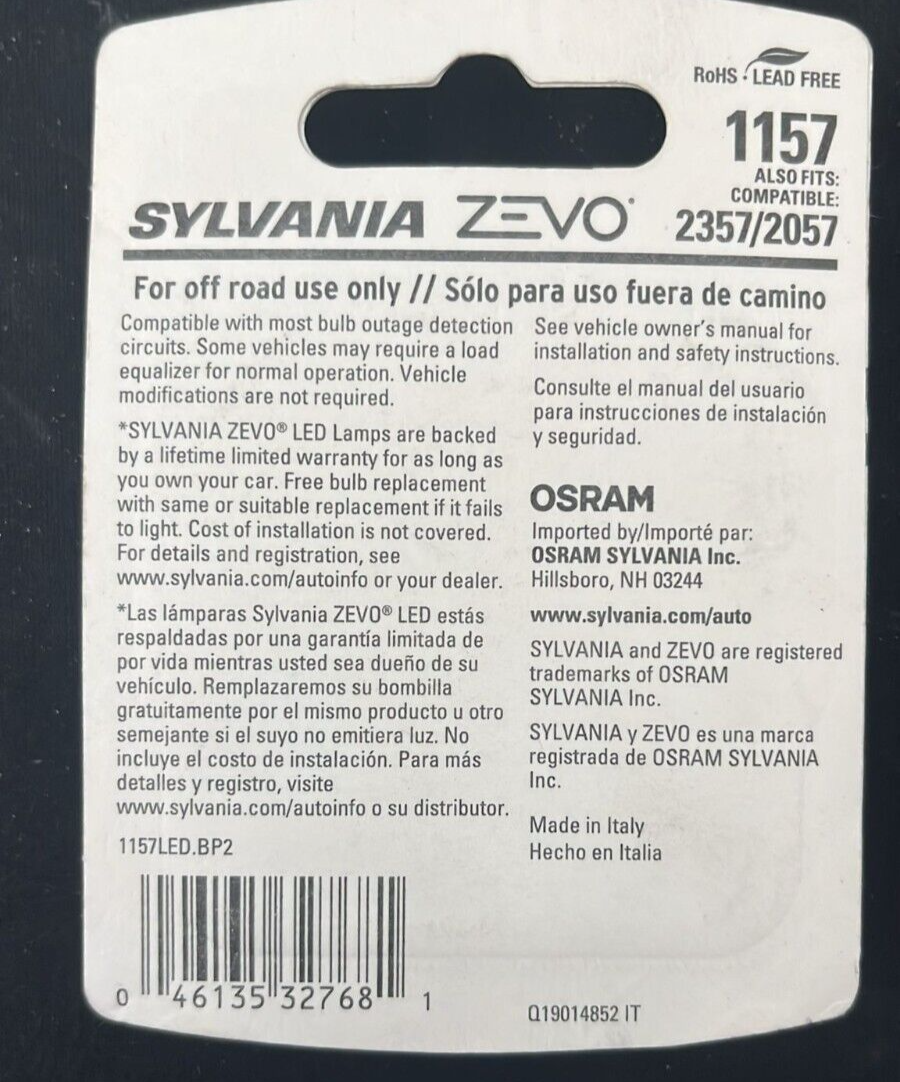 RoHS · LEAD FREE
1157
ALSO FITS:
COMPATIBLE:
2357/2057
SYLVANIA ZEVO®
For off road use only // Sólo para uso fuera de camino
Compatible with most bulb outage detection
circuits. Some vehicles may require a load
equalizer for normal operation. Vehicle
modifications are not required.
*SYLVANIA ZEVO® LED Lamps are backed
by a lifetime limited warranty for as long as
you own your car. Free bulb replacement
with same or suitable replacement if it fails
to light. Cost of installation is not covered.
For details and registration, see
www.sylvania.com/autoinfo or your dealer.
*Las lámparas Sylvania ZEVO® LED estás
respaldadas por una garantía limitada de
por vida mientras usted sea dueño de su
vehículo. Remplazaremos su bombilla
gratuitamente por el mismo producto u otro
semejante si el suyo no emitiera luz. No
incluye el costo de instalación. Para más
detalles y registro, visite
www.sylvania.com/autoinfo o su distributor.
1157LED.BP2
0 46135 32768 1
See vehicle owner's manual for
installation and safety instructions.
Consulte el manual del usuario
para instrucciones de instalación
y seguridad.
OSRAM
Imported by/Importé par:
OSRAM SYLVANIA Inc.
Hillsboro, NH 03244
www.sylvania.com/auto
SYLVANIA and ZEVO are registered
trademarks of OSRAM
SYLVANIA Inc.
SYLVANIA y ZEVO es una marca
registrada de OSRAM SYLVANIA
Inc.
Made in Italy
Hecho en Italia
Q19014852 IT